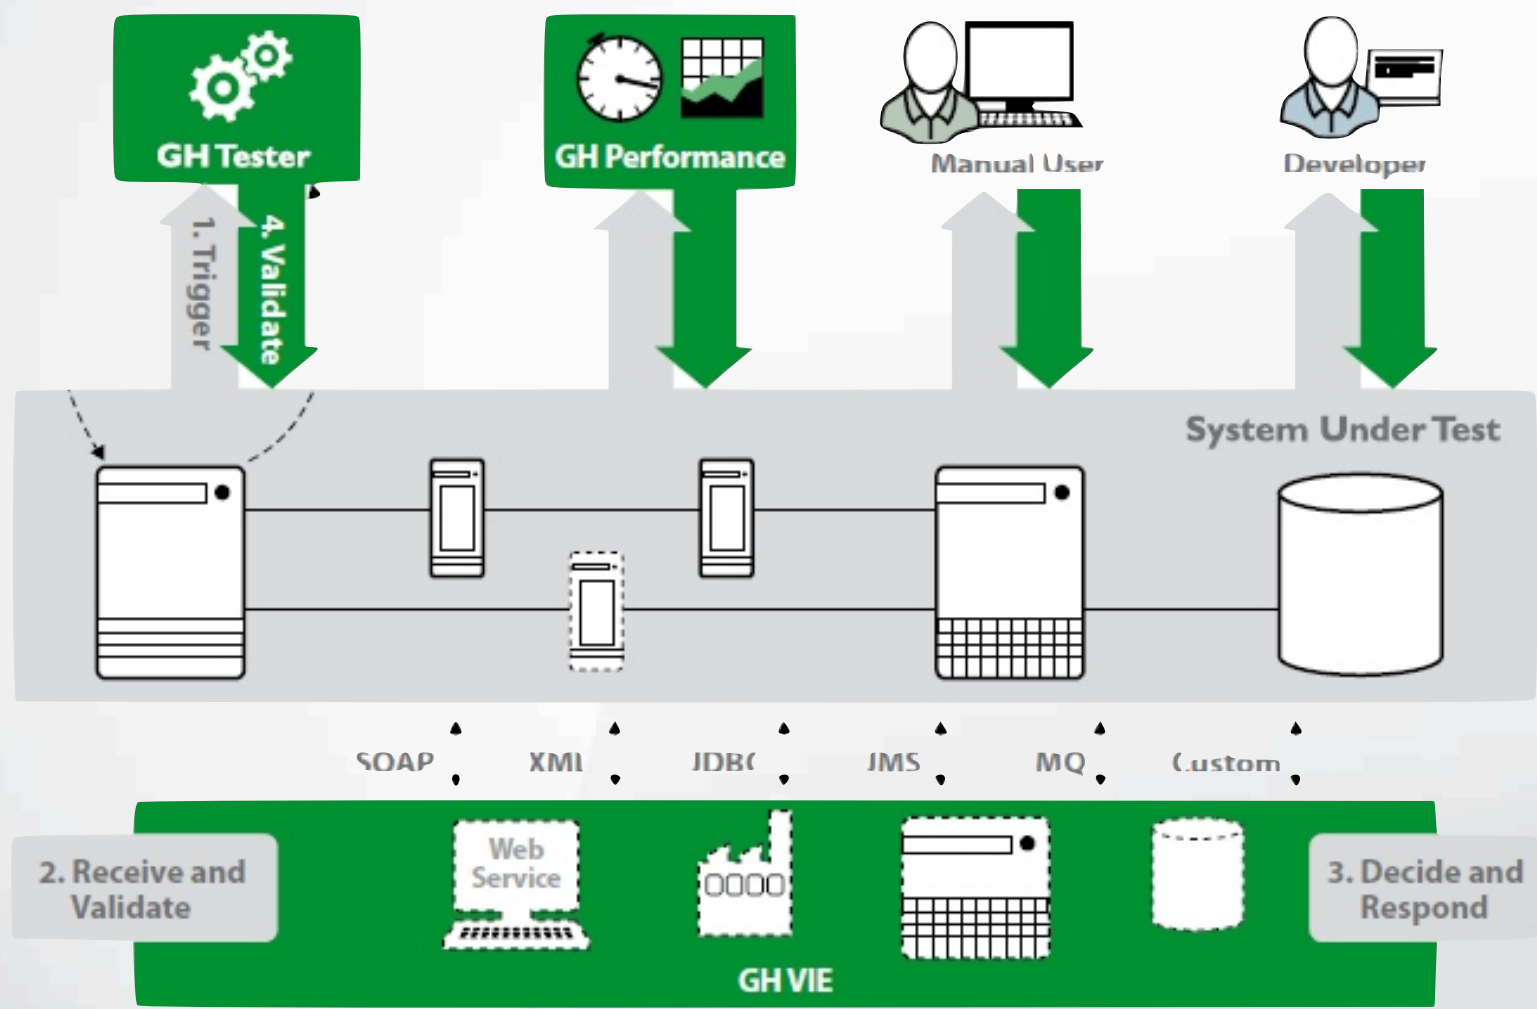 GH Tester
GH Performance
Manual User
Developer
1. Trigger
4. Validate
System Under Test
SOAP
XML
JDBC
JMS
MQ
Custom
2. Receive and
Validate
Web
Service
3. Decide and
Respond
GH VIE